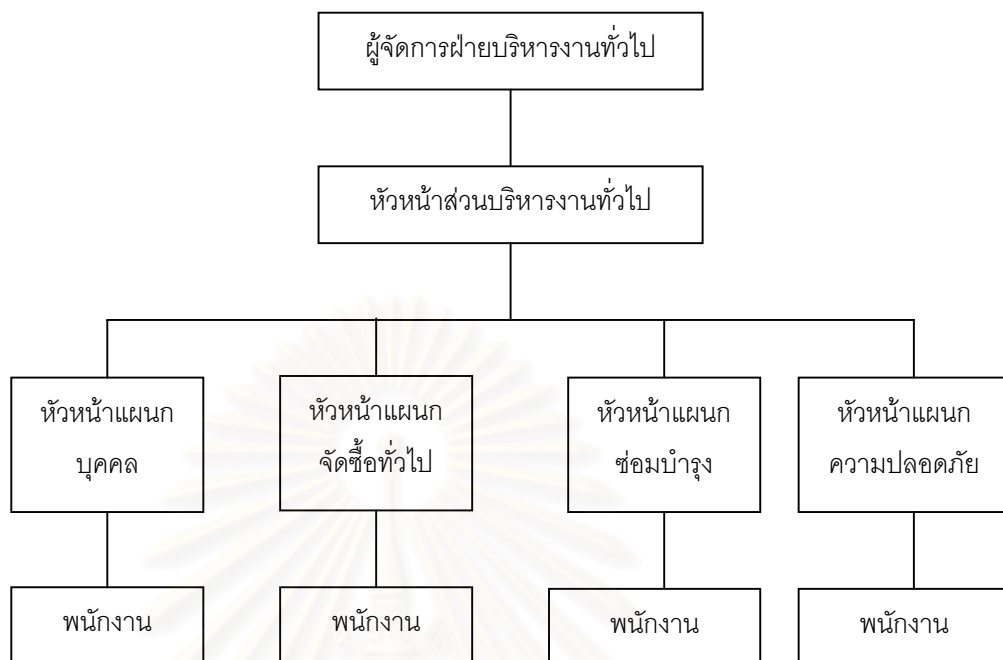 ผู้จัดการฝ่ายบริหารงานทั่วไป
หัวหน้าส่วนบริหารงานทั่วไป
หัวหน้าแผนก
บุคคล
หัวหน้าแผนก
จัดซื้อทั่วไป
หัวหน้าแผนก
ซ่อมบำรุง
หัวหน้าแผนก
ความปลอดภัย
พนักงาน
พนักงาน
พนักงาน
พนักงาน